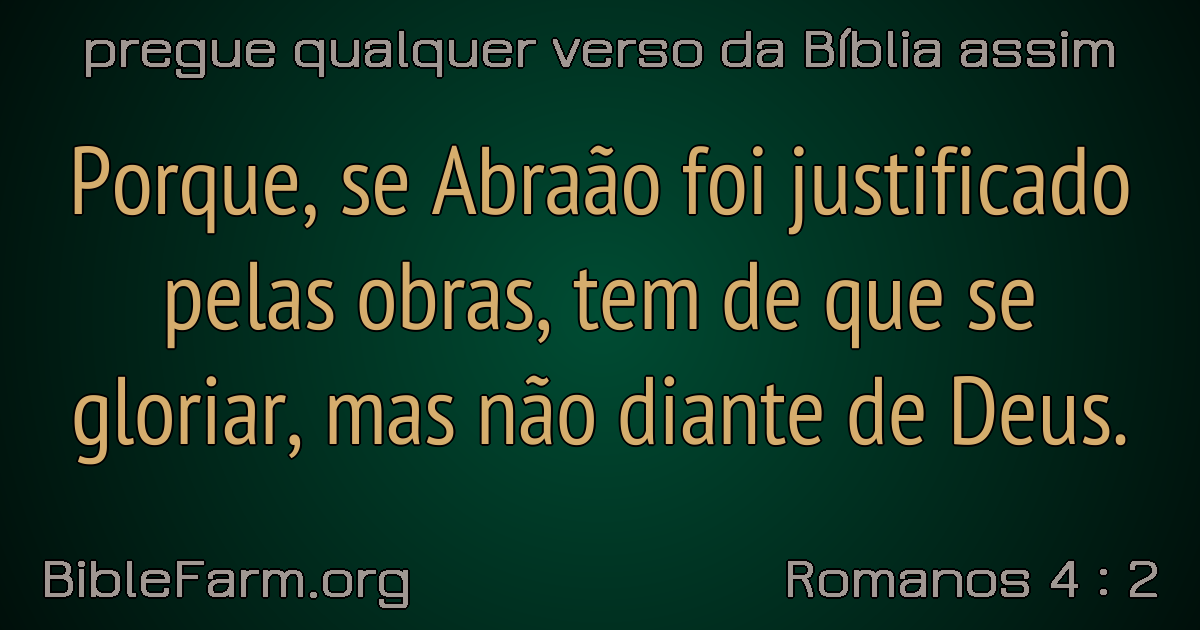 pregue qualquer verso da Bíblia assim
Porque, se Abraão foi justificado
pelas obras, tem de que se
gloriar, mas não diante de Deus.
BibleFarm.org
Romanos 4 : 2